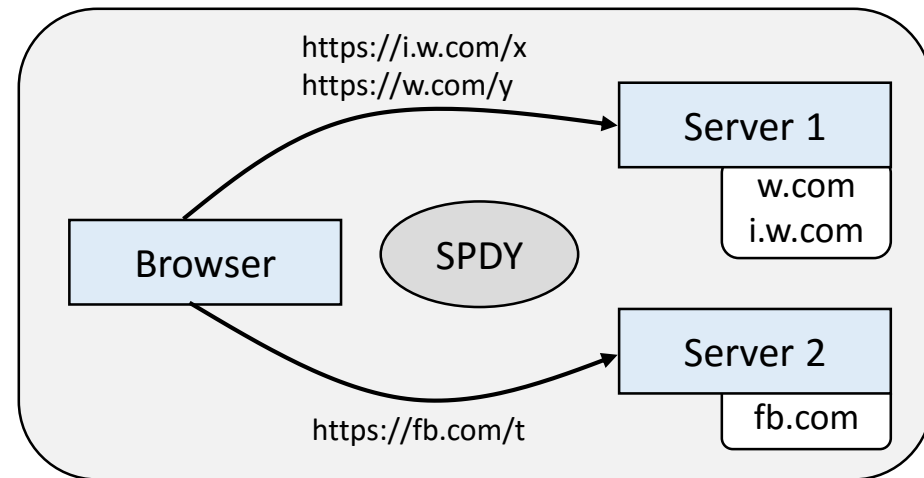 https://i.w.com/x
https://w.com/y
Server 1
w.com
i.w.com
Browser
SPDY
Server 2
fb.com
https://fb.com/t